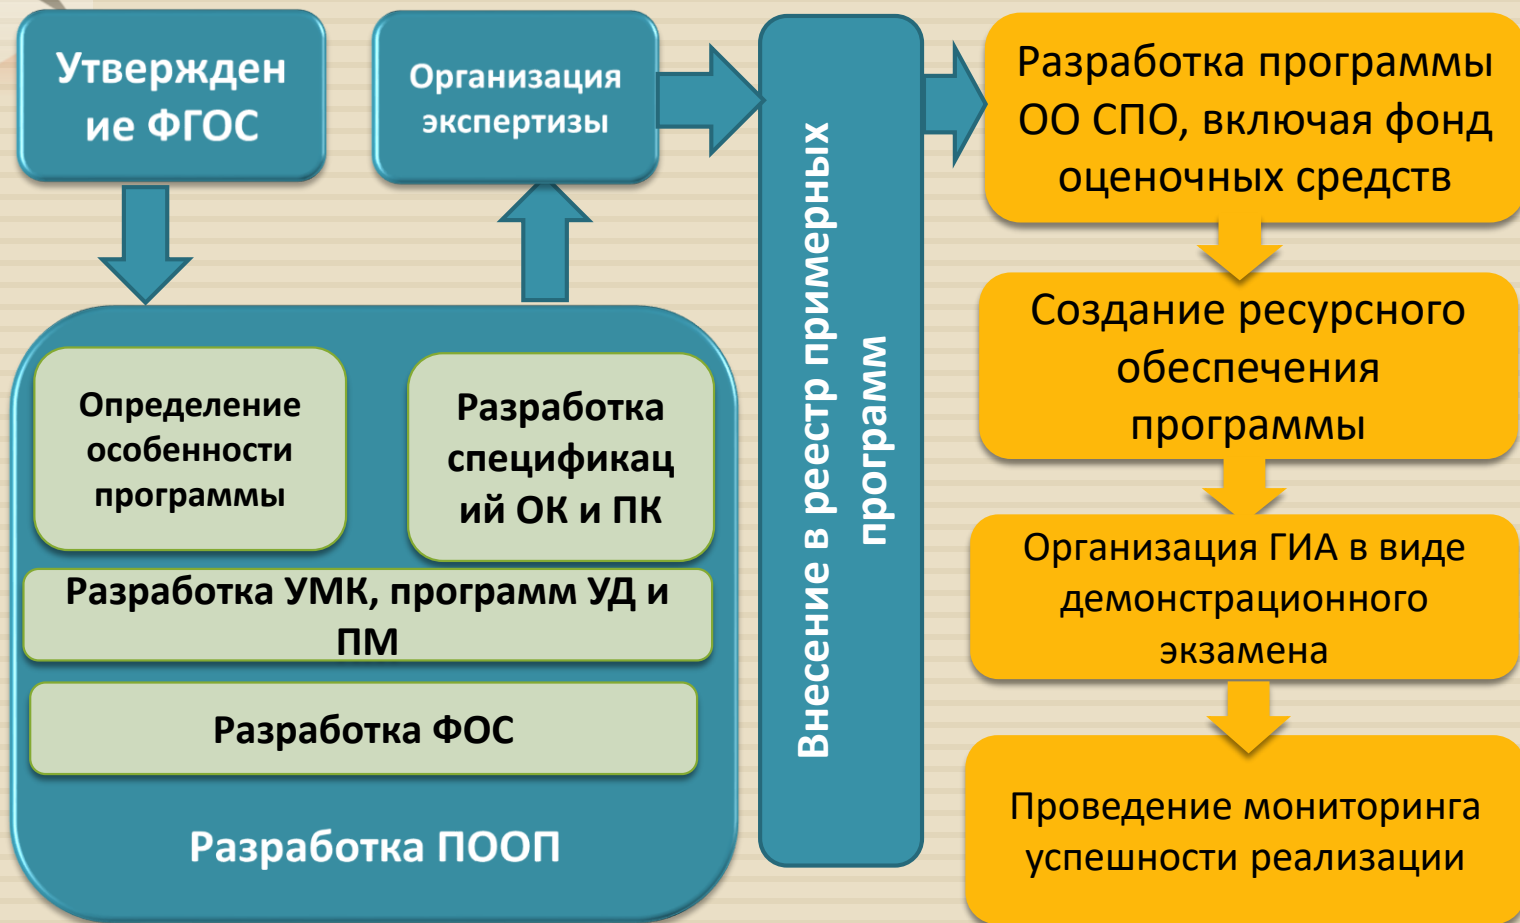 Утвержден
ие ФГОС
Организация
экспертизы
Определение
особенности
программы
Разработка
спецификац
ий ОК и ПК
Разработка УМК, программ УД и
ПМ
Разработка ФОС
Разработка ПООП
Внесение в реестр примерных
программ
Разработка программы
ОО СПО, включая фонд
оценочных средств
Создание ресурсного
обеспечения
программы
Организация ГИА в виде
демонстрационного
экзамена
Проведение мониторинга
успешности реализации